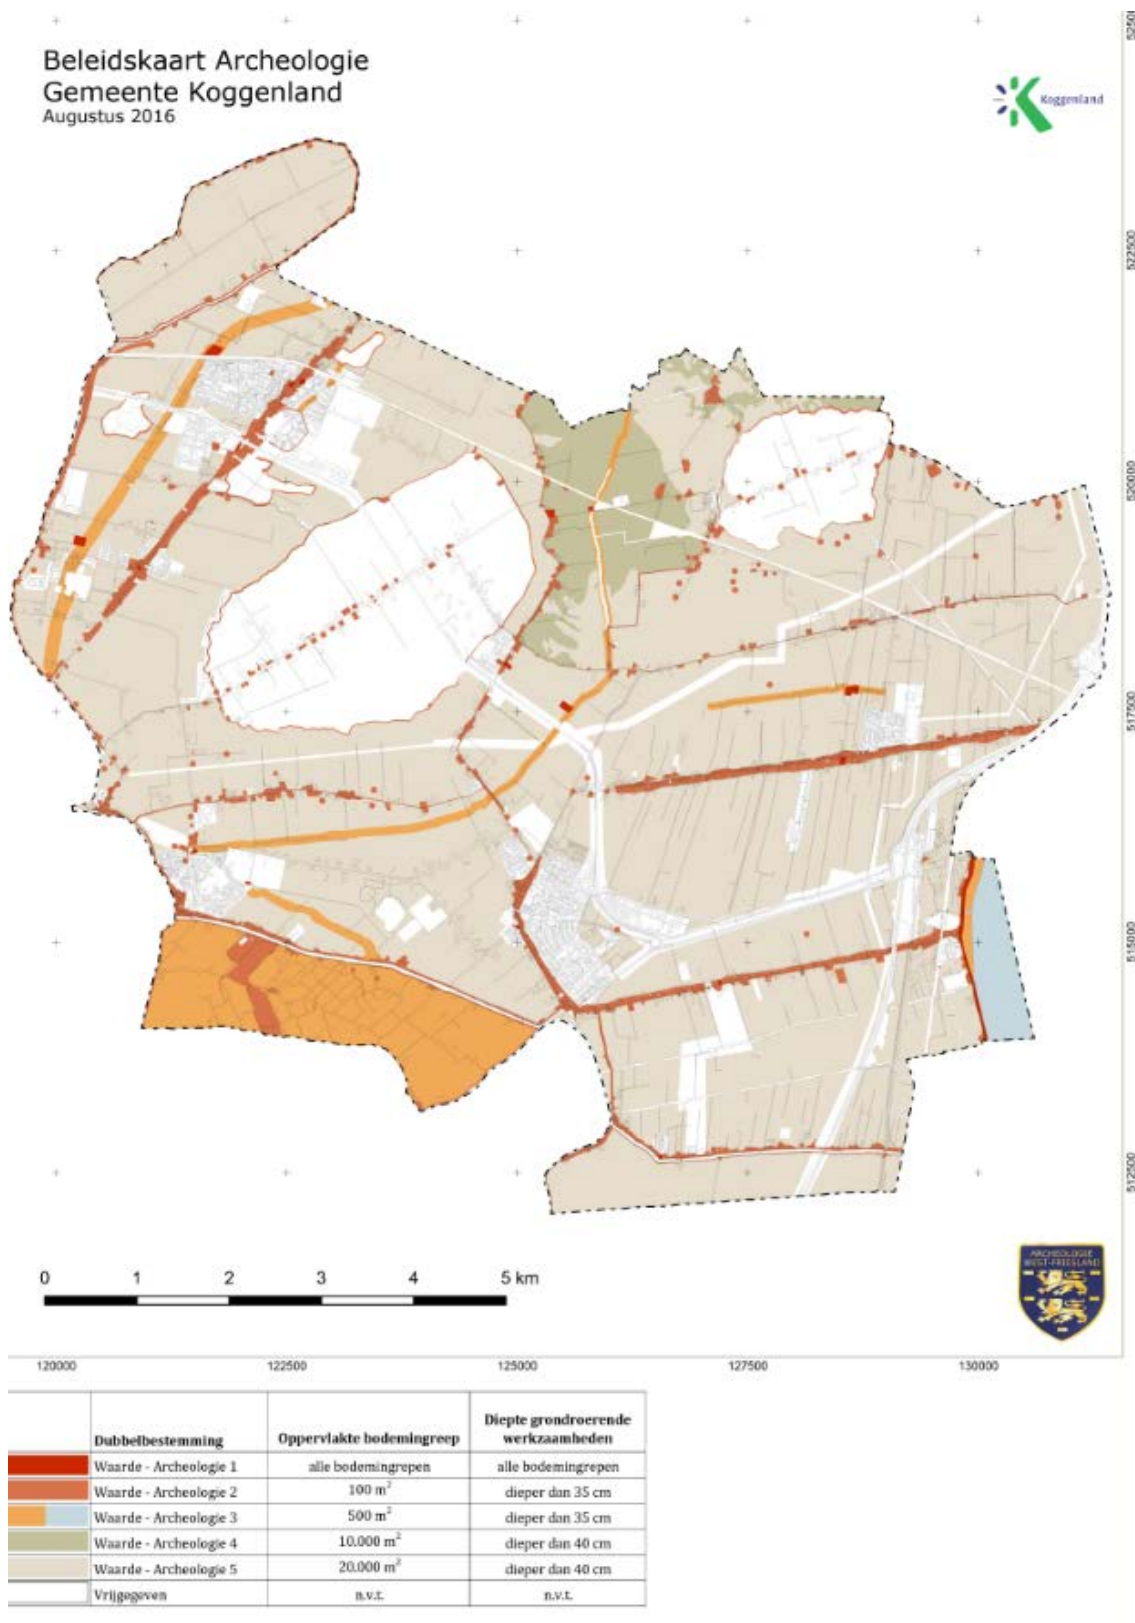 Beleidskaart Archeologie
Gemeente Koggenland
Augustus 2016
Koggenland
522500
520000
517500
515000
512500
0 1 2 3 4 5 km
ARCHEOLOGIE
WEST-FRIESLAND
120000 122500 125000 127500 130000
Dubbelbestemming Oppervlakte bodemingreep Diepte grondroerende werkzaamheden
Waarde - Archeologie 1 alle bodemingrepen alle bodemingrepen
Waarde - Archeologie 2 100 m² dieper dan 35 cm
Waarde - Archeologie 3 500 m² dieper dan 35 cm
Waarde - Archeologie 4 10.000 m² dieper dan 40 cm
Waarde - Archeologie 5 20.000 m² dieper dan 40 cm
Vrijgegeven n.v.t. n.v.t.